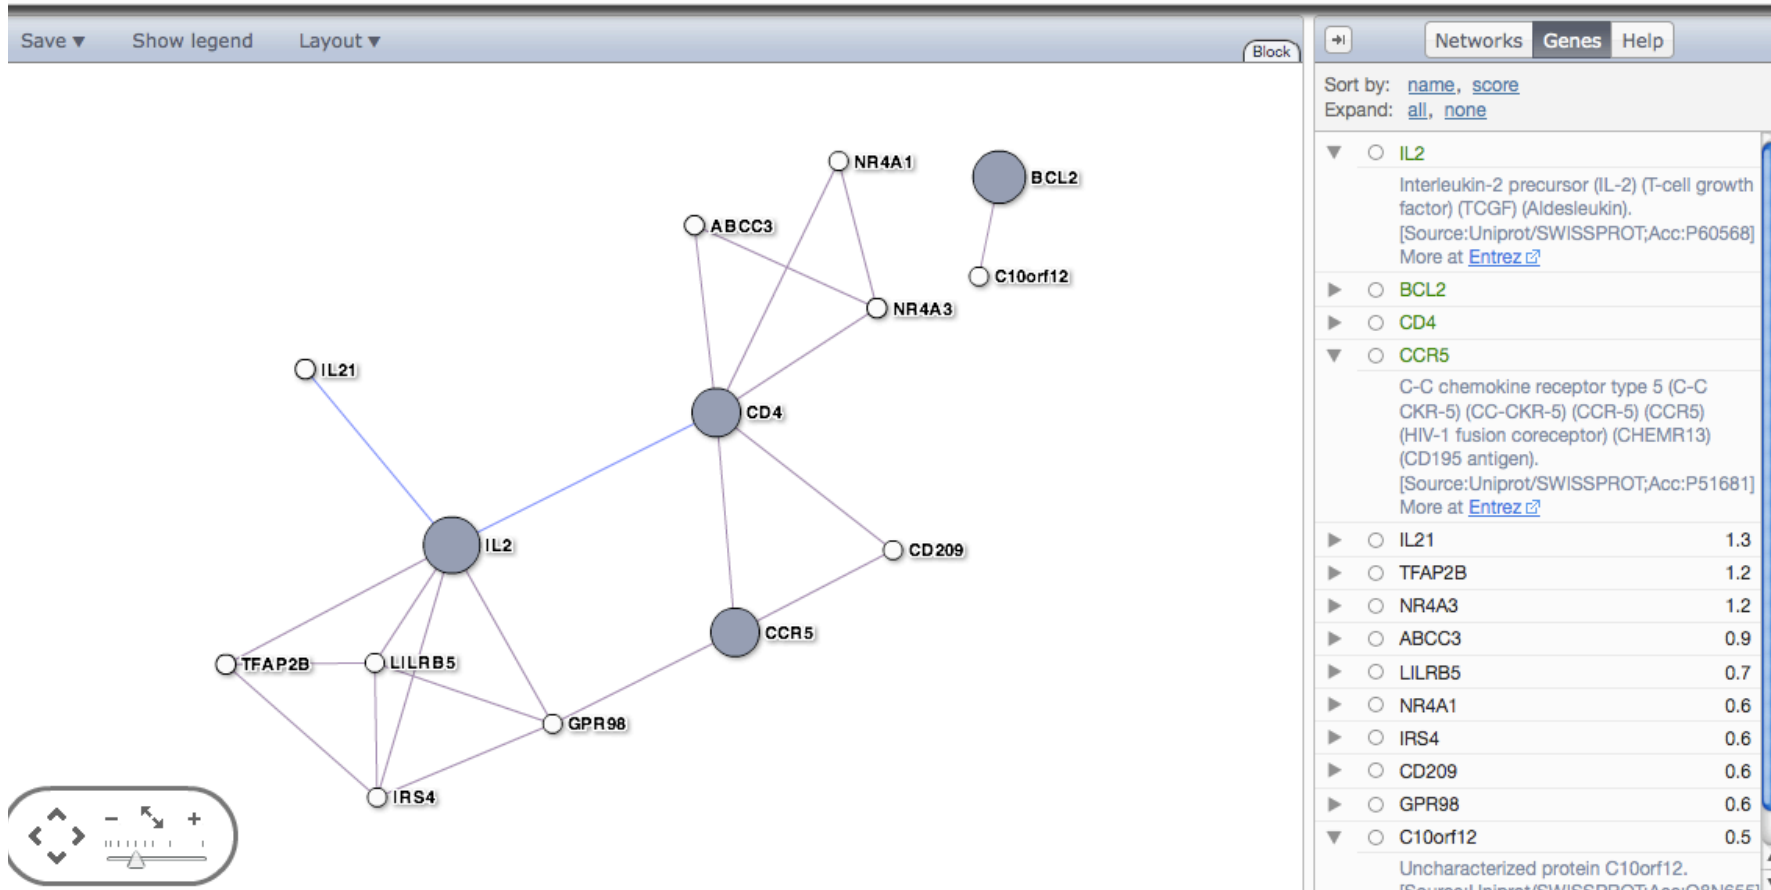 Save ▼ Show legend Layout ▼
Block
Networks Genes Help
Sort by: name, score
Expand: all, none
NR4A1
BCL2
ABCC3
C10orf12
NR4A3
IL21
CD4
IL2
CD209
CCR5
TFAP2B
LILRB5
GPR98
IRS4
IL2
Interleukin-2 precursor (IL-2) (T-cell growth
factor) (TCGF) (Aldesleukin).
[Source:Uniprot/SWISSPROT;Acc:P60568]
More at Entrez
BCL2
CD4
CCR5
C-C chemokine receptor type 5 (C-C
CKR-5) (CC-CKR-5) (CCR-5) (CCR5)
(HIV-1 fusion coreceptor) (CHEMR13)
(CD195 antigen).
[Source:Uniprot/SWISSPROT;Acc:P51681]
More at Entrez
IL21 1.3
TFAP2B 1.2
NR4A3 1.2
ABCC3 0.9
LILRB5 0.7
NR4A1 0.6
IRS4 0.6
CD209 0.6
GPR98 0.6
C10orf12 0.5
Uncharacterized protein C10orf12.
[Source:Uniprot/SWISSPROT;Acc:Q8N655]